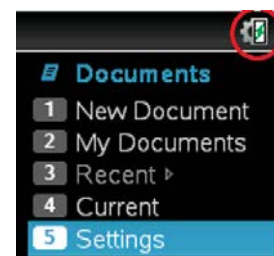 Documents
1 New Document
2 My Documents
3 Recent ▹
4 Current
5 Settings